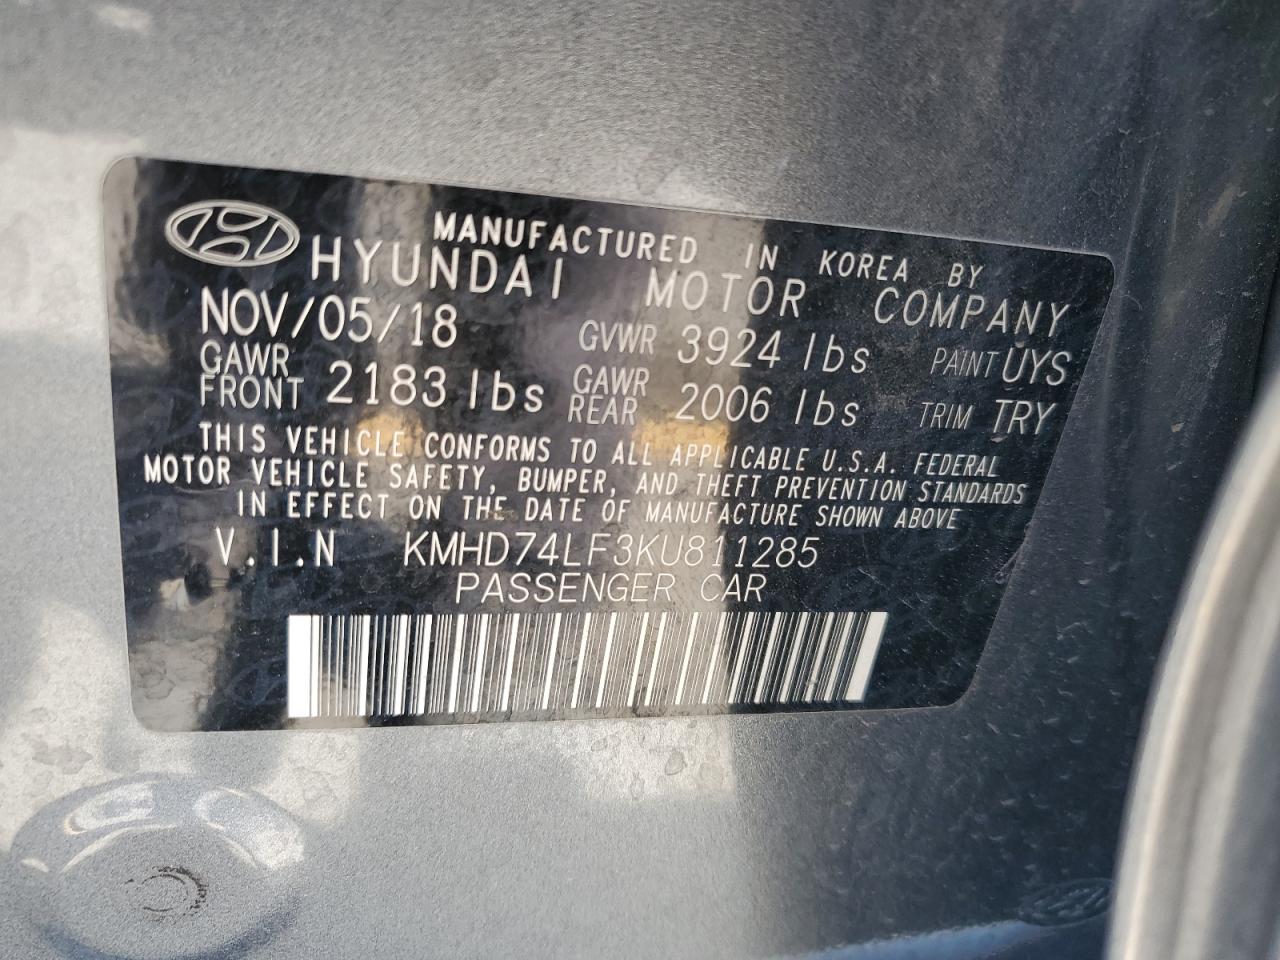 MANUFACTURED IN KOREA BY
HYUNDAI MOTOR COMPANY
NOV/05/18 GVWR 3924 lbs PAINT UYS
GAWR FRONT 2183 lbs GAWR REAR 2006 lbs TRIM TRY
THIS VEHICLE CONFORMS TO ALL APPLICABLE U.S.A. FEDERAL
MOTOR VEHICLE SAFETY, BUMPER, AND THEFT PREVENTION STANDARDS
IN EFFECT ON THE DATE OF MANUFACTURE SHOWN ABOVE
V.I.N KMHD74LF3KU811285
PASSENGER CAR